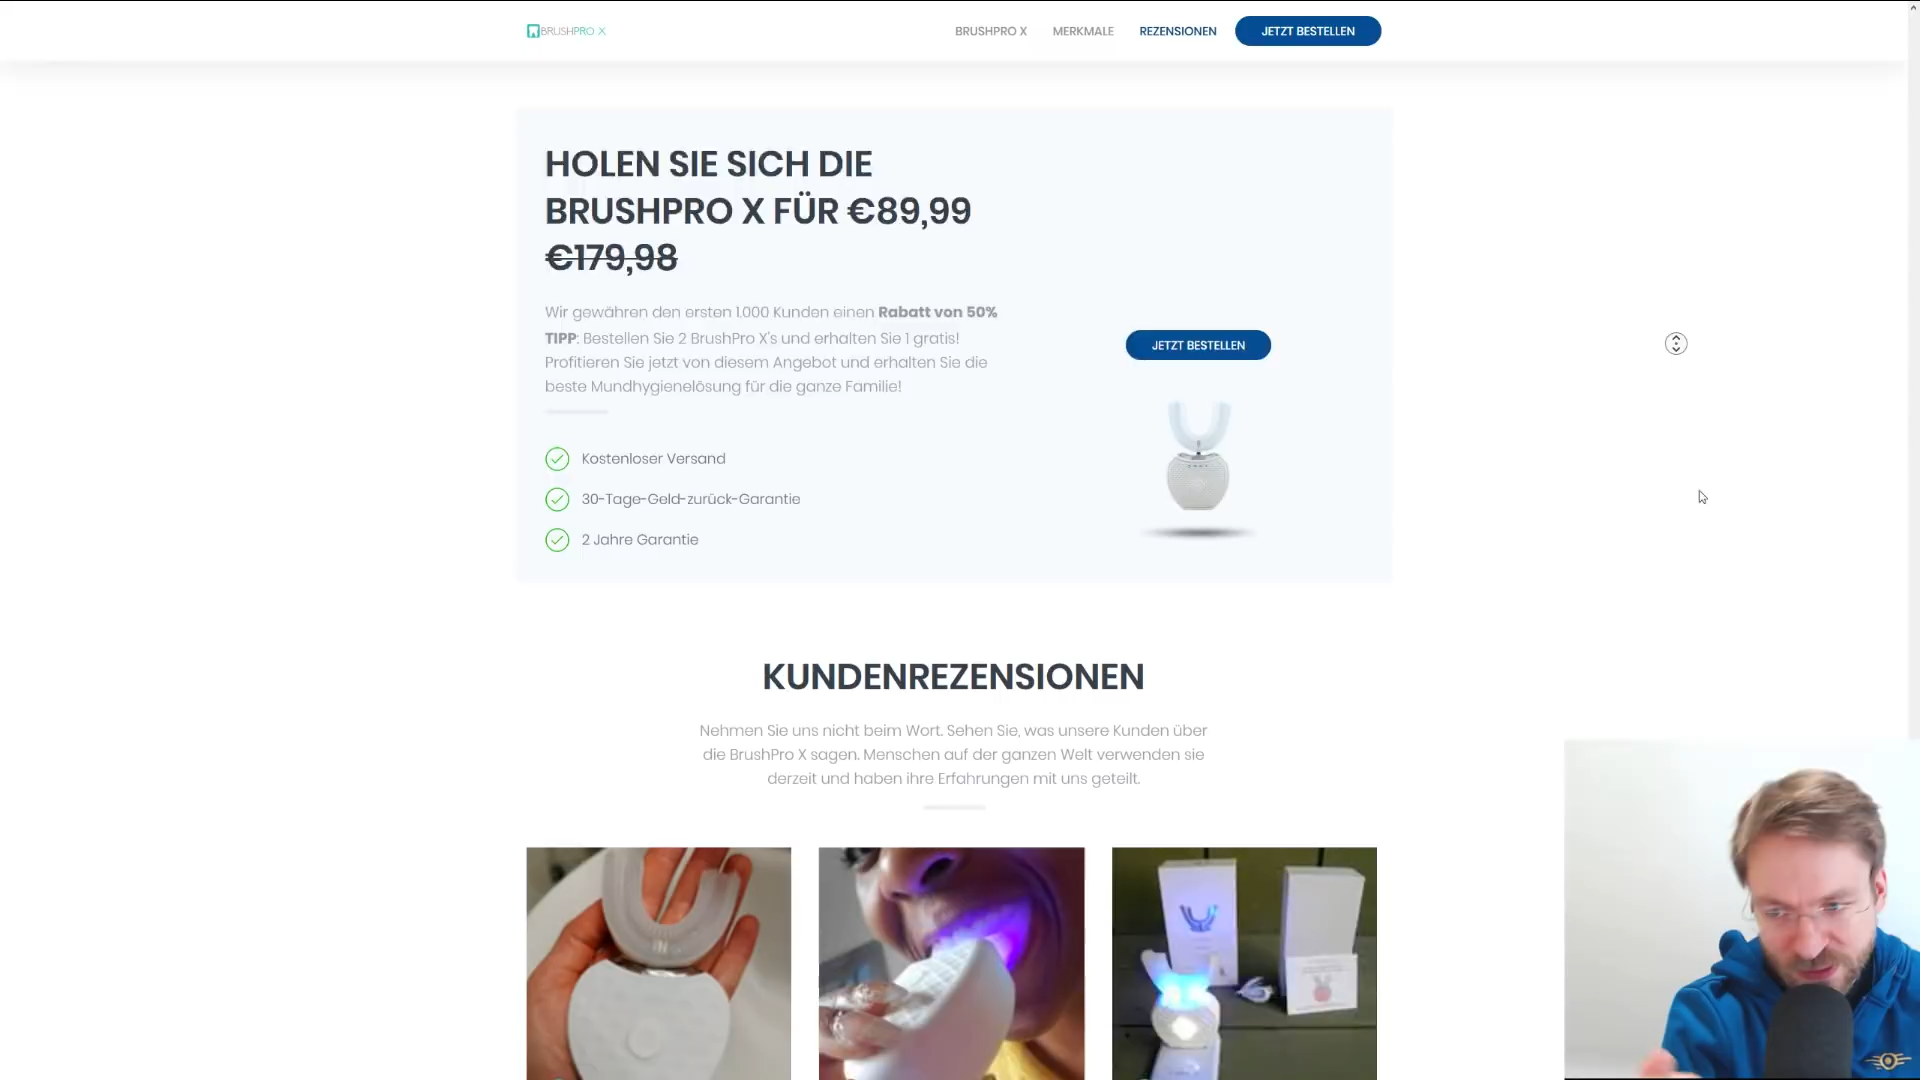 BRUSHPRO X
BRUSHPRO X
MERKMALE
REZENSIONEN
JETZT BESTELLEN
HOLEN SIE SICH DIE
BRUSHPRO X FÜR €89,99
€179,98
Wir gewähren den ersten 1.000 Kunden einen Rabatt von 50%
TIPP: Bestellen Sie 2 BrushPro X's und erhalten Sie 1 gratis!
Profitieren Sie jetzt von diesem Angebot und erhalten Sie die
beste Mundhygienelösung für die ganze Familie!
Kostenloser Versand
30-Tage-Geld-zurück-Garantie
2 Jahre Garantie
JETZT BESTELLEN
KUNDENREZENSIONEN
Nehmen Sie uns nicht beim Wort. Sehen Sie, was unsere Kunden über
die BrushPro X sagen. Menschen auf der ganzen Welt verwenden sie
derzeit und haben ihre Erfahrungen mit uns geteilt.